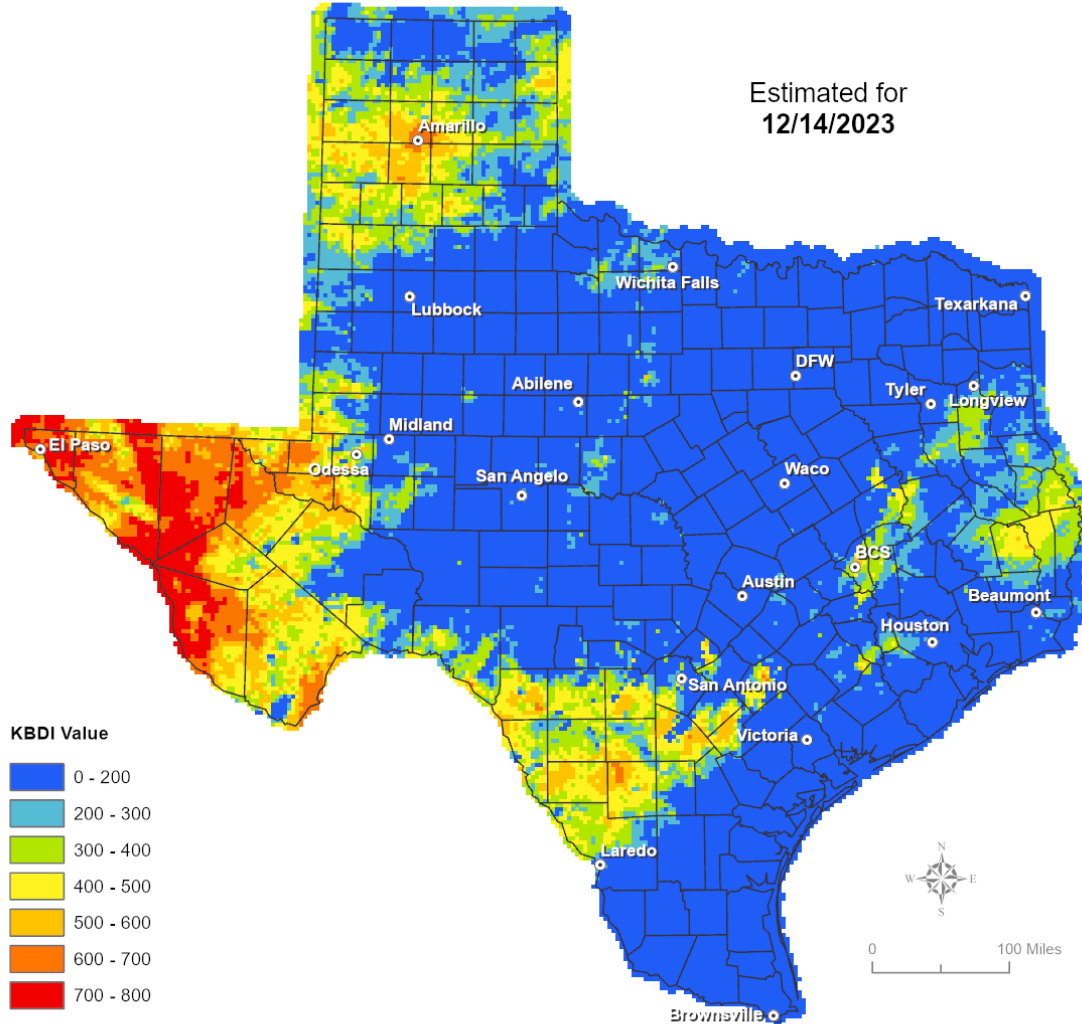 Estimated for
12/14/2023
Amarillo
Wichita Falls
Lubbock
Texarkana
DFW
Abilene
Tyler
Longview
Midland
El Paso
Odessa
San Angelo
Waco
BCS
Austin
Beaumont
Houston
San Antonio
Victoria
KBDI Value
0 - 200
200 - 300
300 - 400
400 - 500
500 - 600
600 - 700
700 - 800
Laredo
N
W E
S
0 100 Miles
Brownsville